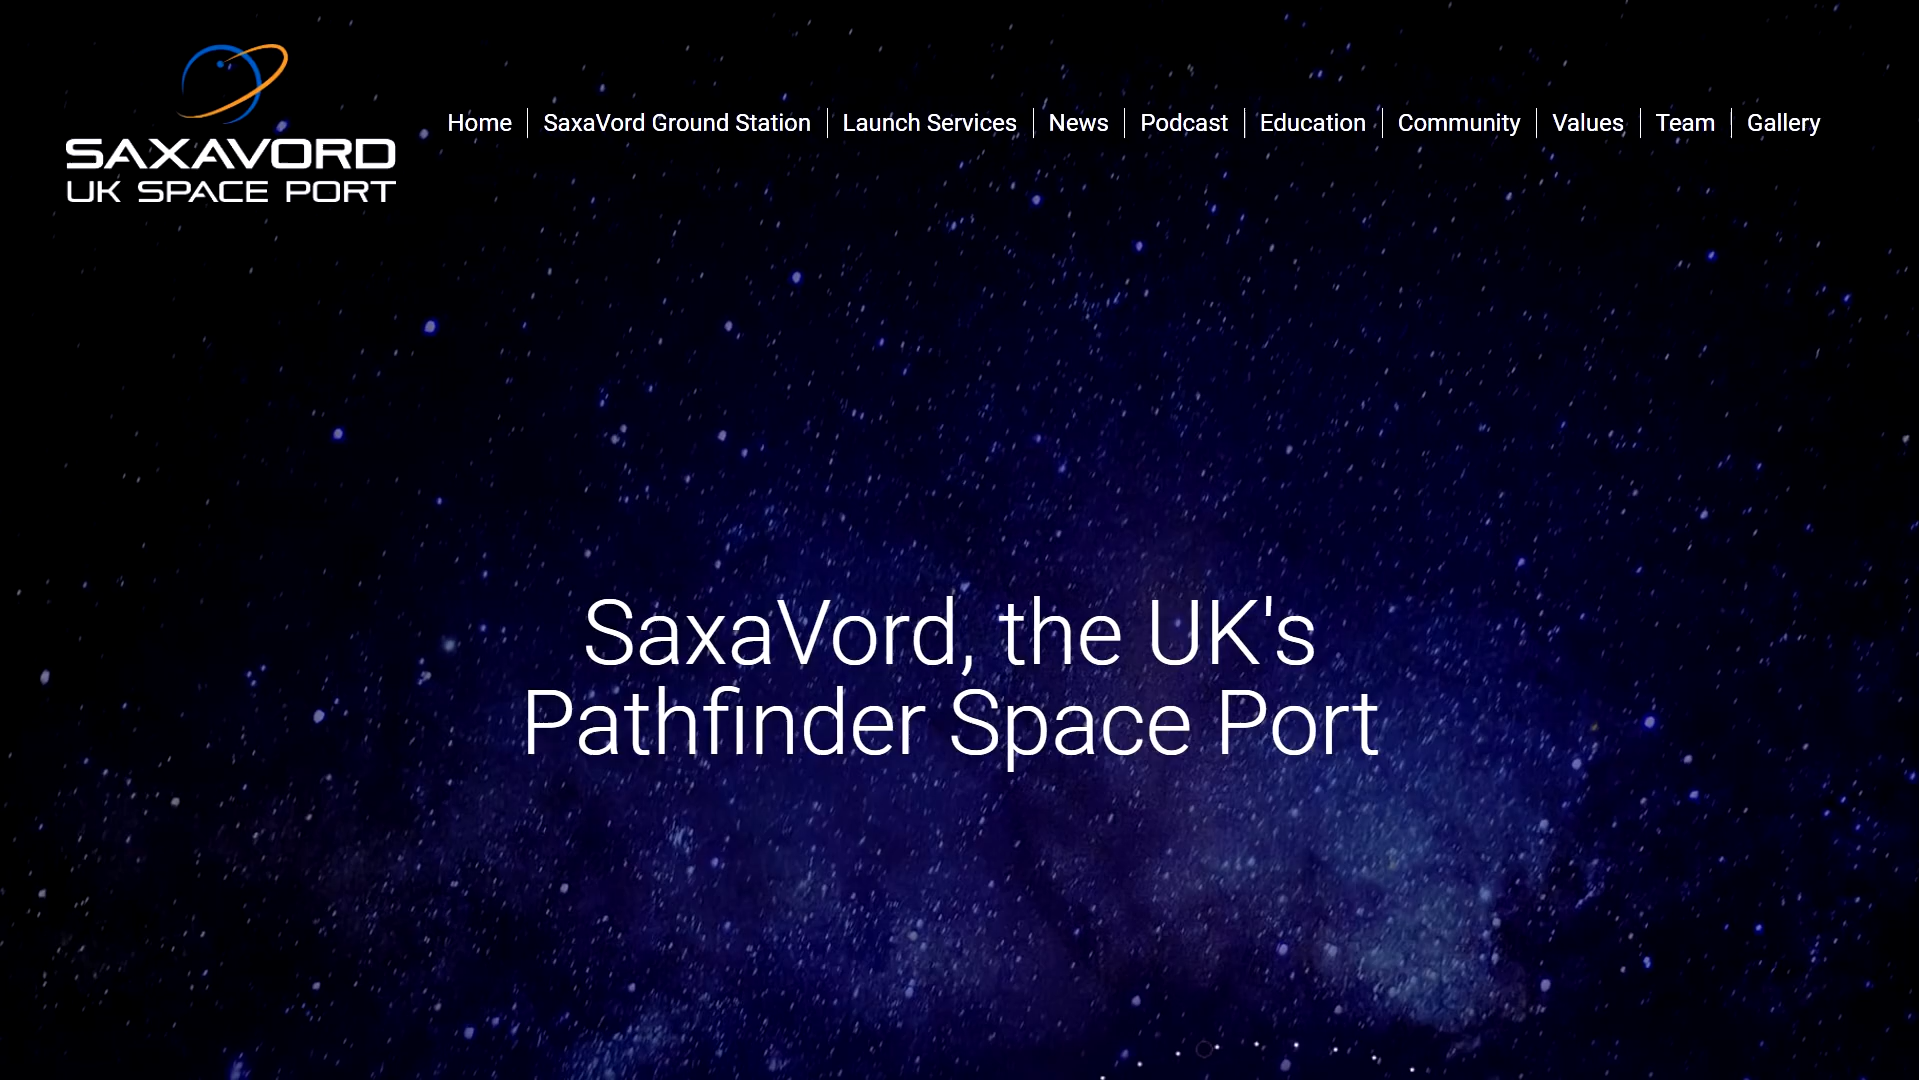 SAXAVORD
UK SPACE PORT
Home
SaxaVord Ground Station
Launch Services
News
Podcast
Education
Community
Values
Team
Gallery
SaxaVord, the UK's
Pathfinder Space Port